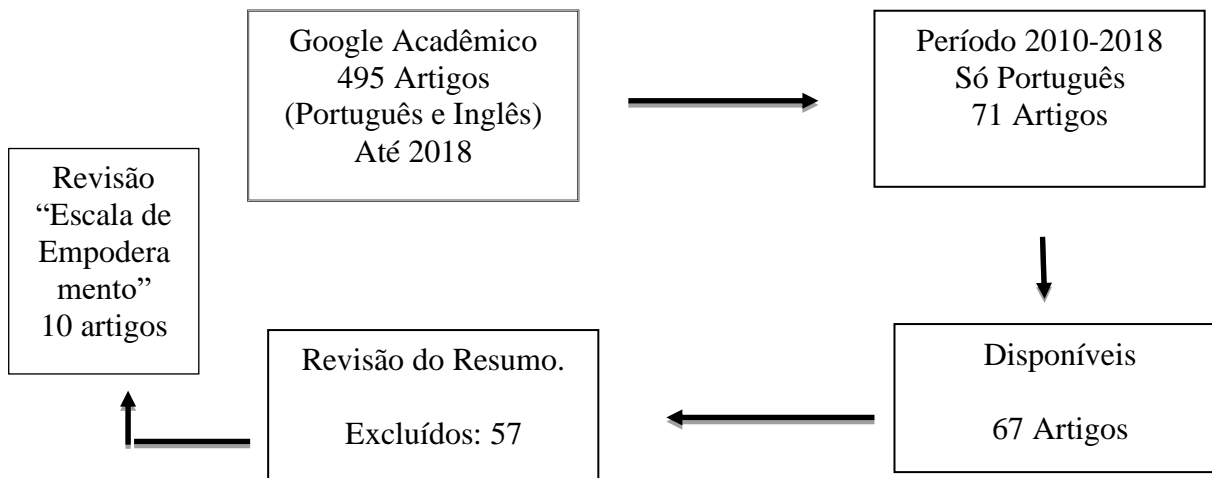 Google Acadêmico
495 Artigos
(Português e Inglês)
Até 2018
Período 2010-2018
Só Português
71 Artigos
Disponíveis
67 Artigos
Revisão do Resumo.
Excluídos: 57
Revisão
“Escala de
Empodera
mento”
10 artigos